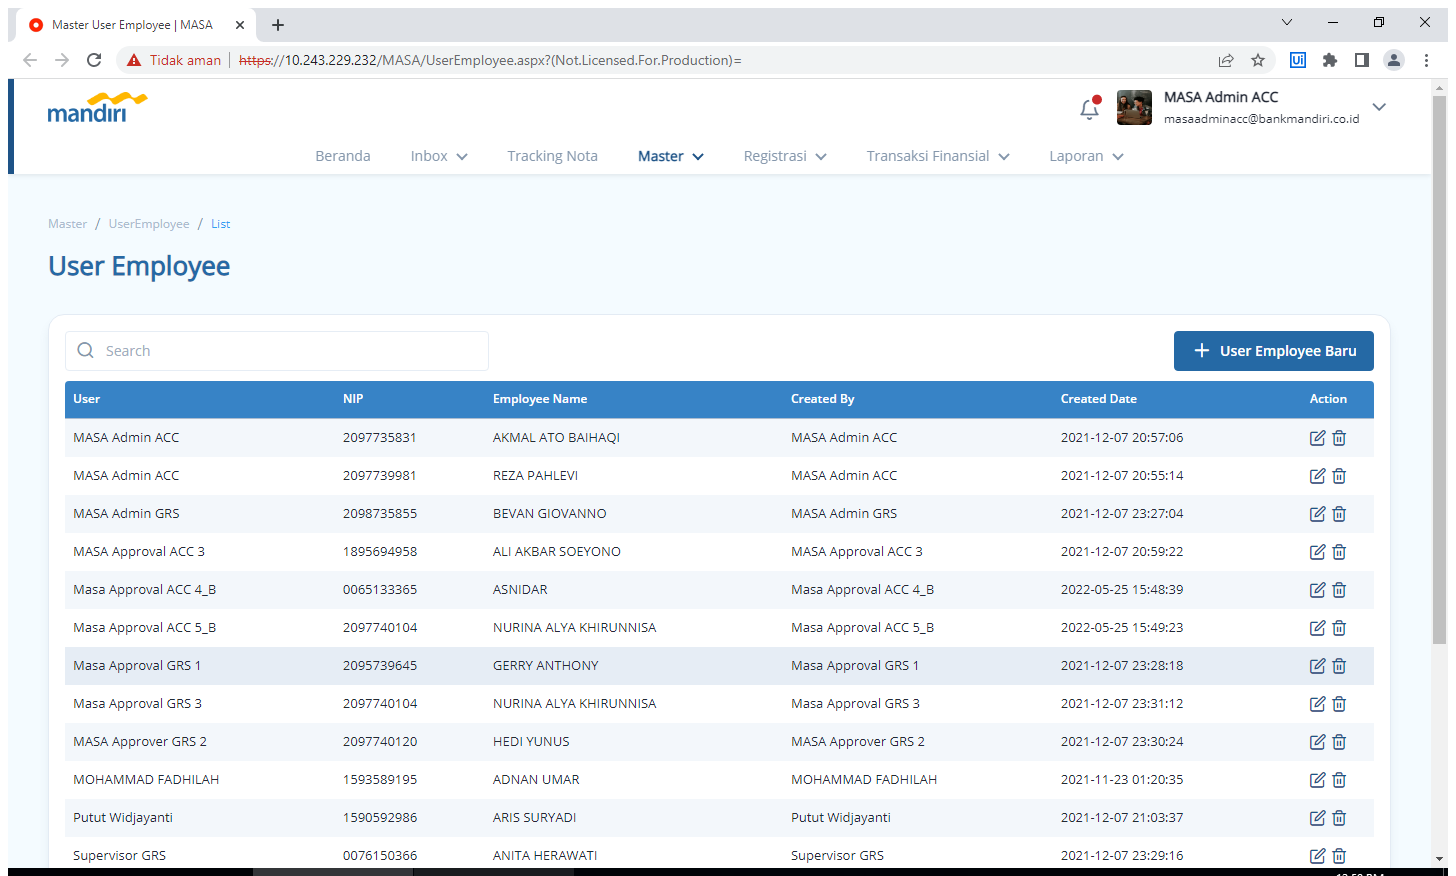 Master User Employee | MASA
Tidak aman
https://10.243.229.232/MASA/UserEmployee.aspx?(Not.Licensed.For.Production)=
Ui
mandiri
MASA Admin ACC
masaadminacc@bankmandiri.co.id
Beranda Inbox Tracking Nota Master Registrasi Transaksi Finansial Laporan
Master / UserEmployee / List
User Employee
Search
+ User Employee Baru
User NIP Employee Name Created By Created Date Action
MASA Admin ACC 2097735831 AKMAL ATO BAIHAQI MASA Admin ACC 2021-12-07 20:57:06
MASA Admin ACC 2097739981 REZA PAHLEVI MASA Admin ACC 2021-12-07 20:55:14
MASA Admin GRS 2098735855 BEVAN GIOVANNO MASA Admin GRS 2021-12-07 23:27:04
MASA Approval ACC 3 1895694958 ALI AKBAR SOEYONO MASA Approval ACC 3 2021-12-07 20:59:22
Masa Approval ACC 4_B 0065133365 ASNIDAR Masa Approval ACC 4_B 2022-05-25 15:48:39
Masa Approval ACC 5_B 2097740104 NURINA ALYA KHIRUNNISA Masa Approval ACC 5_B 2022-05-25 15:49:23
Masa Approval GRS 1 2095739645 GERRY ANTHONY Masa Approval GRS 1 2021-12-07 23:28:18
Masa Approval GRS 3 2097740104 NURINA ALYA KHIRUNNISA Masa Approval GRS 3 2021-12-07 23:31:12
MASA Approver GRS 2 2097740120 HEDI YUNUS MASA Approver GRS 2 2021-12-07 23:30:24
MOHAMMAD FADHILAH 1593589195 ADNAN UMAR MOHAMMAD FADHILAH 2021-11-23 01:20:35
Putut Widjayanti 1590592986 ARIS SURYADI Putut Widjayanti 2021-12-07 21:03:37
Supervisor GRS 0076150366 ANITA HERAWATI Supervisor GRS 2021-12-07 23:29:16